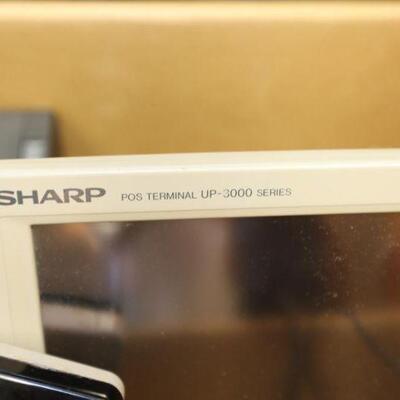 SHARP POS TERMINAL UP-3000 SERIES